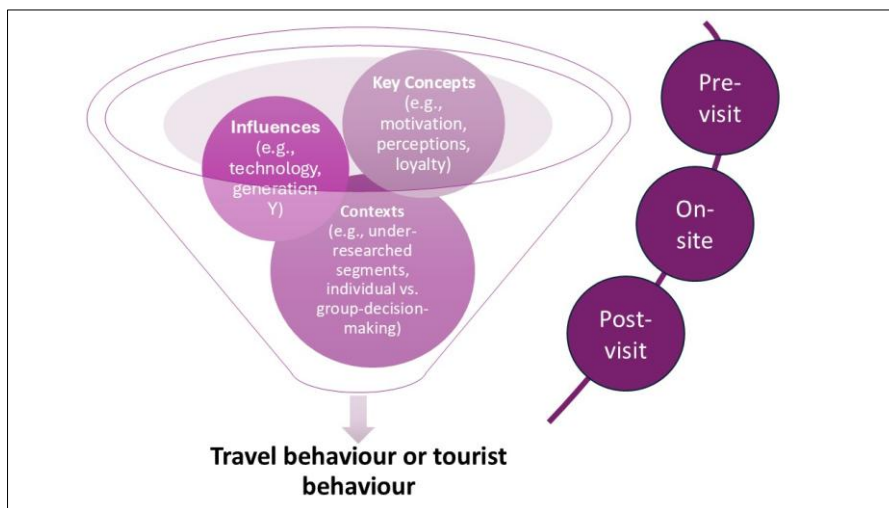 Key Concepts
(e.g.,
motivation,
perceptions,
loyalty)
Influences
(e.g.,
technology,
generation
Y)
Contexts
(e.g., under-
researched
segments,
individual vs.
group-decision-
making)
Travel behaviour or tourist
behaviour
Pre-
visit
On-
site
Post-
visit